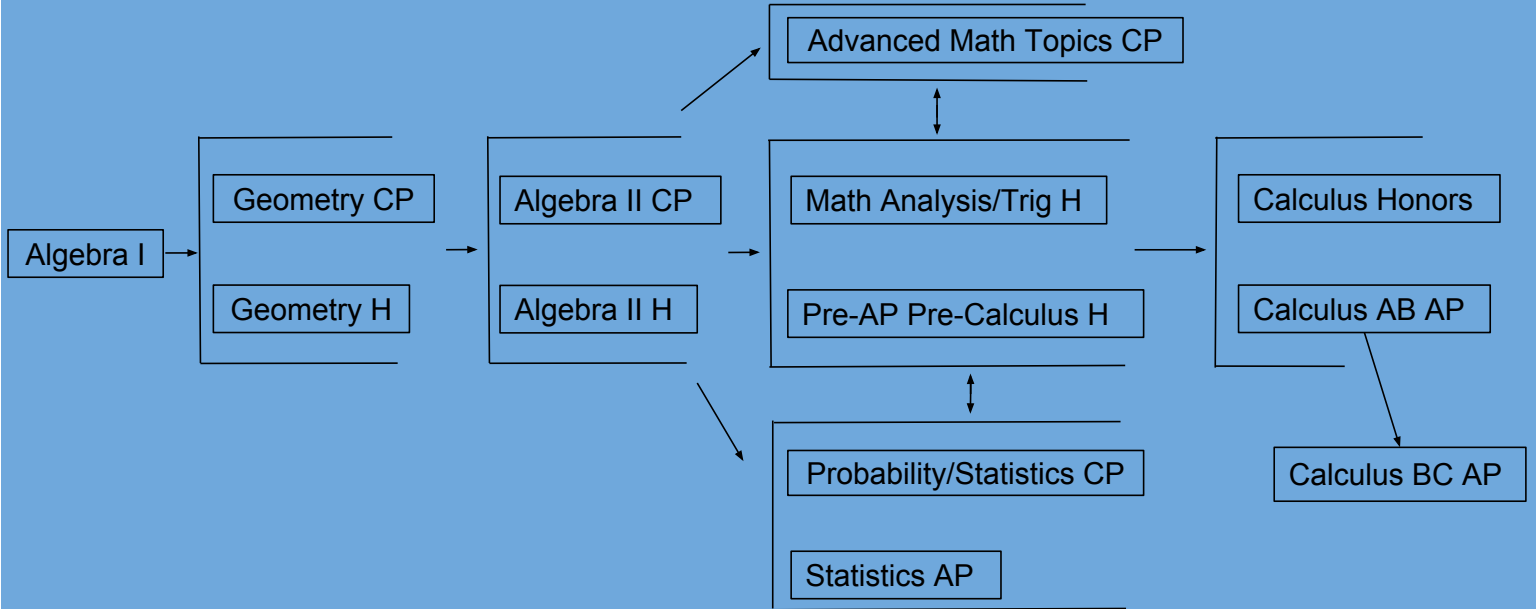 Advanced Math Topics CP
Algebra I
Geometry CP
Geometry H
Algebra II CP
Algebra II H
Math Analysis/Trig H
Pre-AP Pre-Calculus H
Probability/Statistics CP
Statistics AP
Calculus Honors
Calculus AB AP
Calculus BC AP